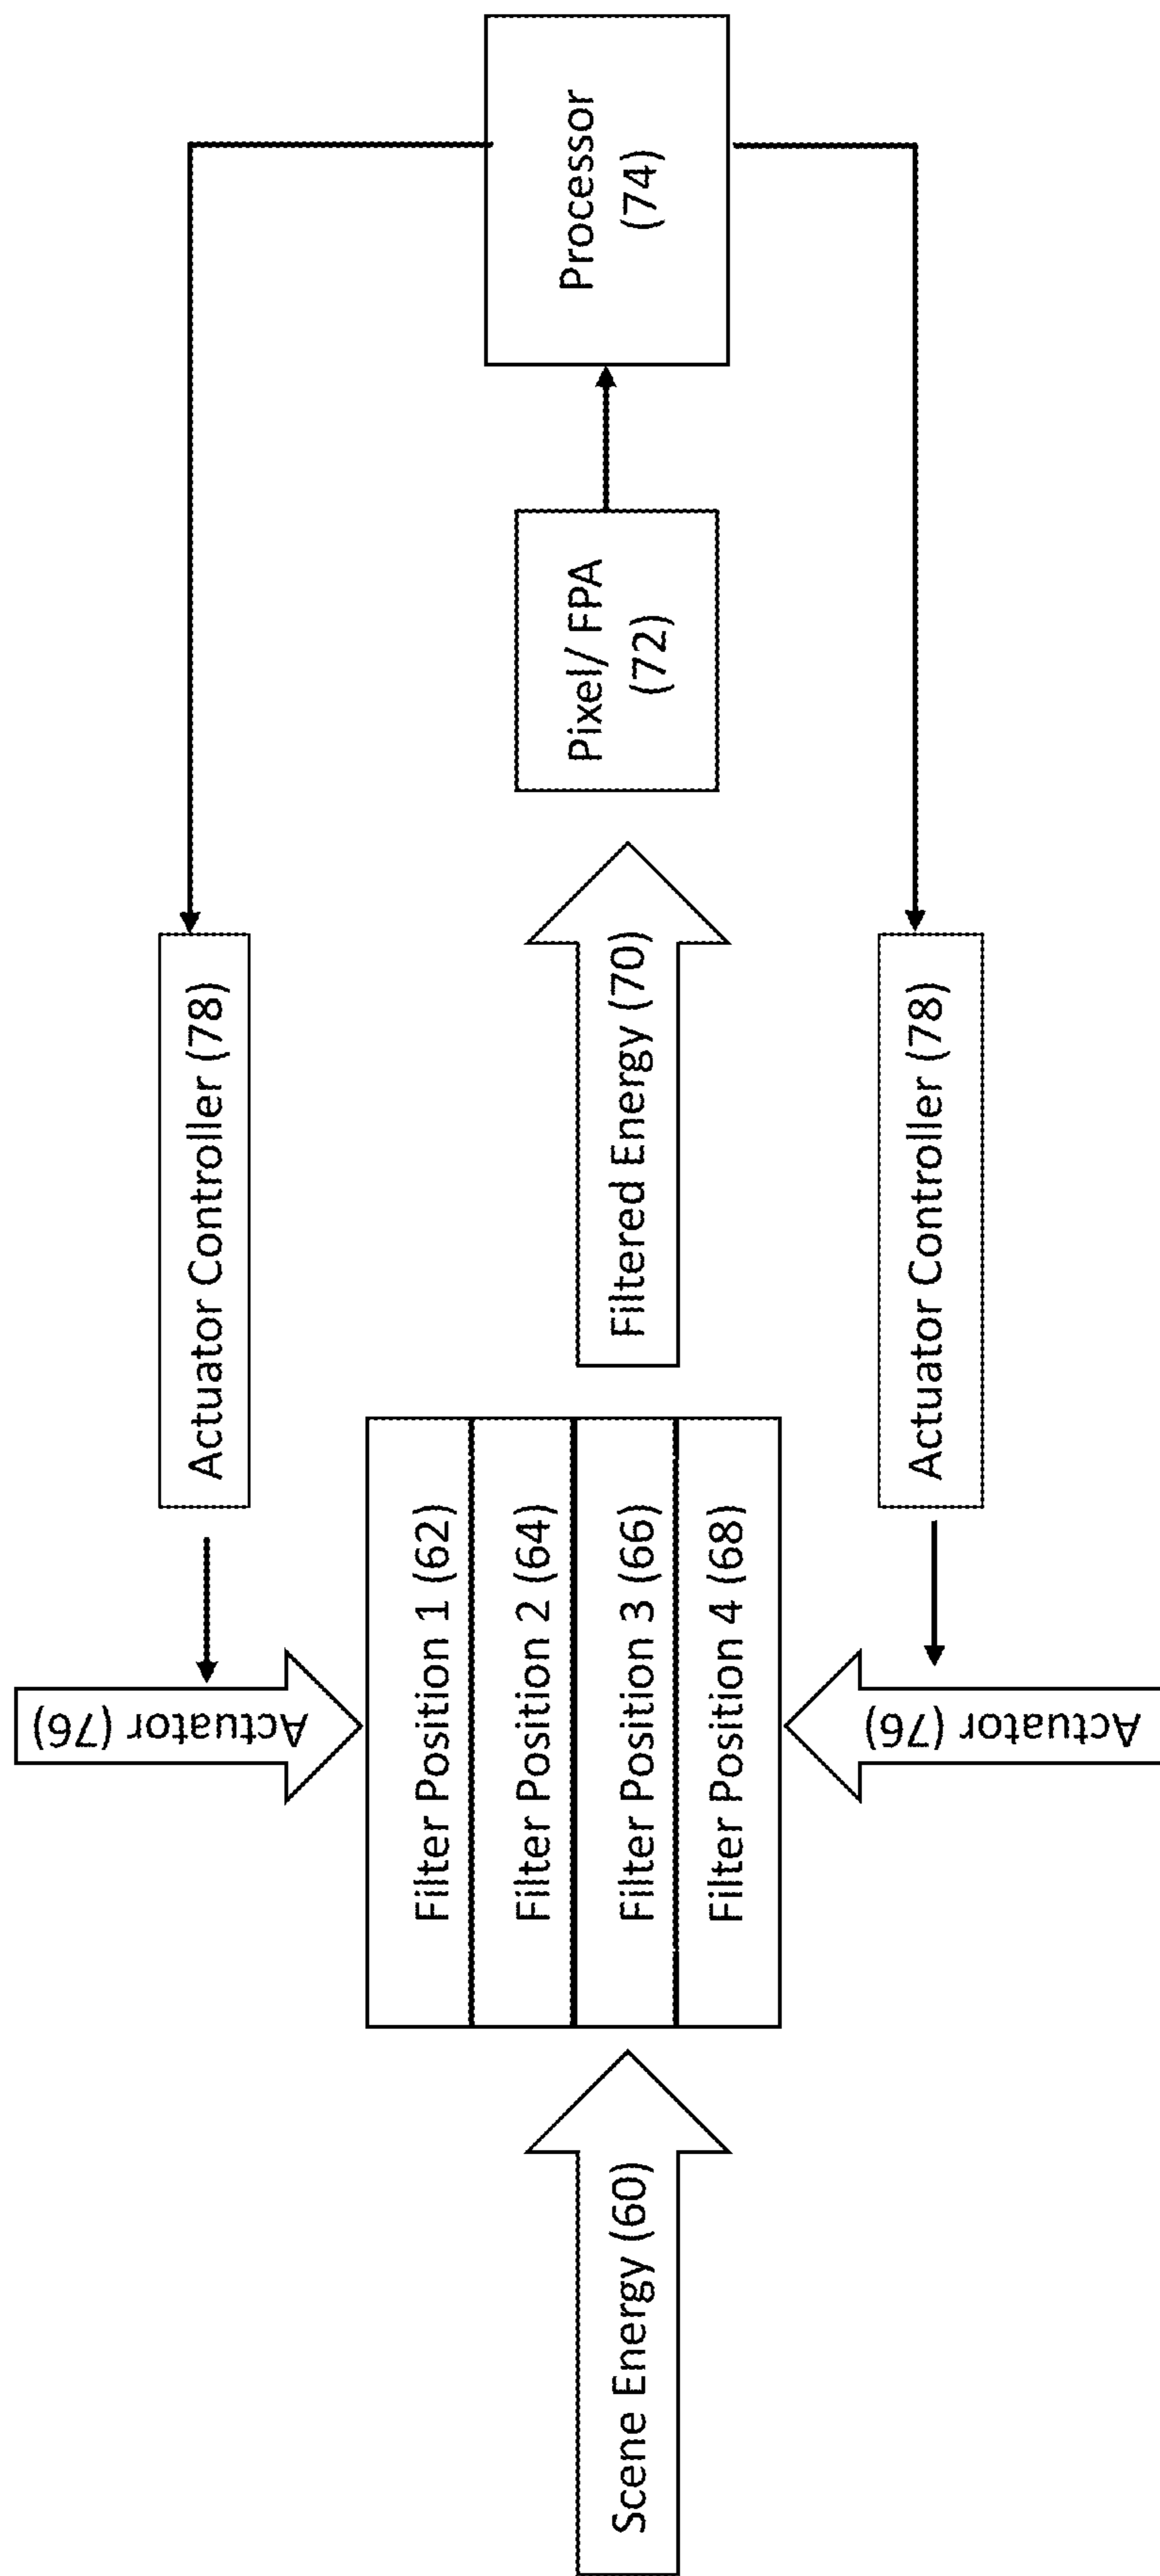 Actuator (76)
Actuator Controller (78)
Scene Energy (60)
Filter Position 1 (62)
Filter Position 2 (64)
Filter Position 3 (66)
Filter Position 4 (68)
Filtered Energy (70)
Pixel/ FPA
(72)
Processor
(74)
Actuator (76)
Actuator Controller (78)